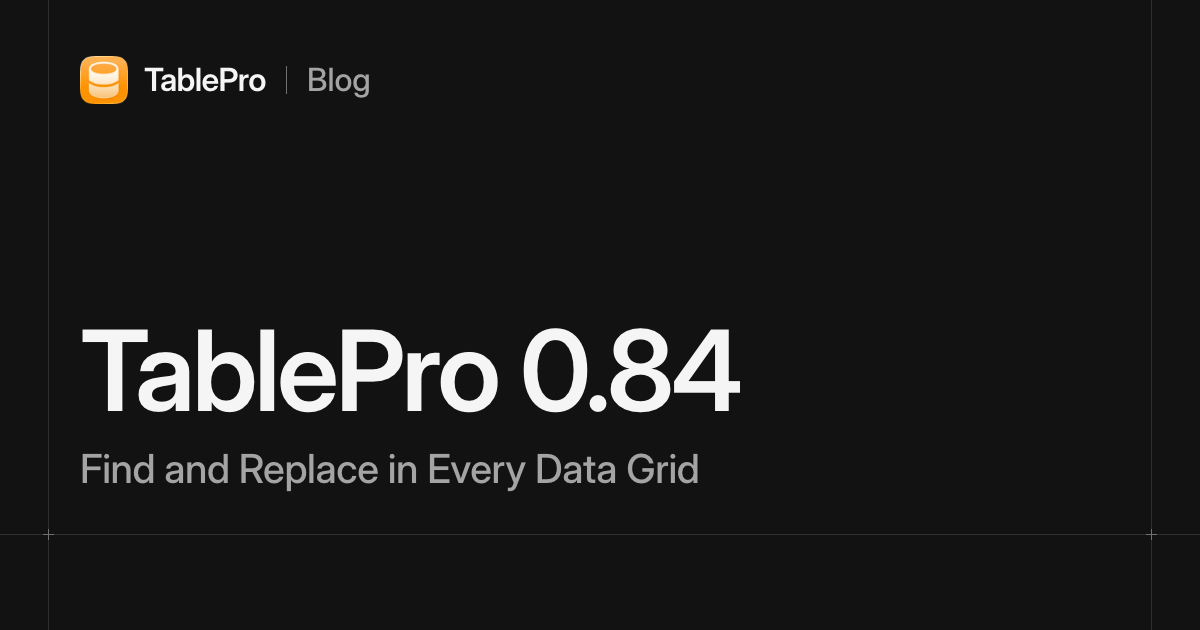 TablePro | Blog
TablePro 0.84
Find and Replace in Every Data Grid